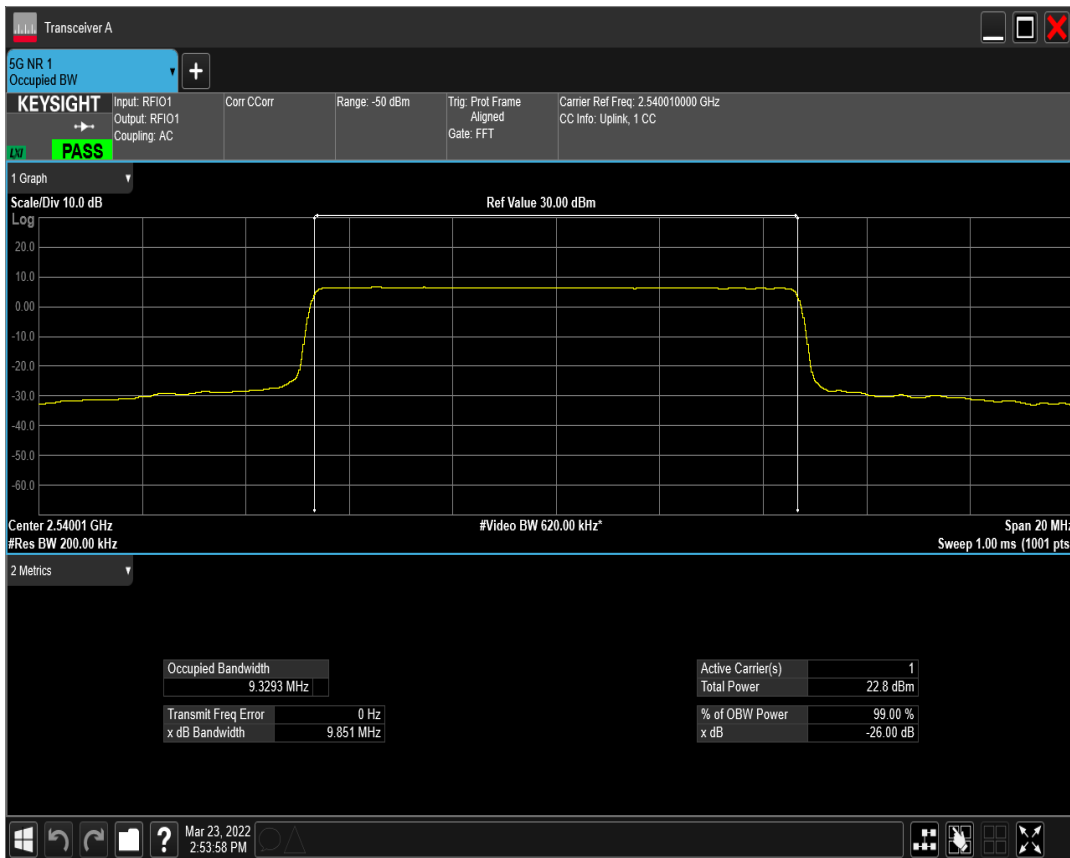 Transceiver A
5G NR 1
Occupied BW
+
KEYSIGHT
LXI
PASS
Input: RFIO1
Output: RFIO1
Coupling: AC
Corr CCorr
Range: -50 dBm
Trig: Prot Frame
Aligned
Gate: FFT
Carrier Ref Freq: 2.540010000 GHz
CC Info: Uplink, 1 CC
1 Graph
Scale/Div 10.0 dB
Ref Value 30.00 dBm
Log
20.0
10.0
0.00
-10.0
-20.0
-30.0
-40.0
-50.0
-60.0
Center 2.54001 GHz
#Video BW 620.00 kHz*
Span 20 MHz
#Res BW 200.00 kHz
Sweep 1.00 ms (1001 pts
2 Metrics
Occupied Bandwidth
9.3293 MHz
Transmit Freq Error 0 Hz
x dB Bandwidth 9.851 MHz
Active Carrier(s) 1
Total Power 22.8 dBm
% of OBW Power 99.00 %
x dB -26.00 dB
?
Mar 23, 2022
2:53:58 PM